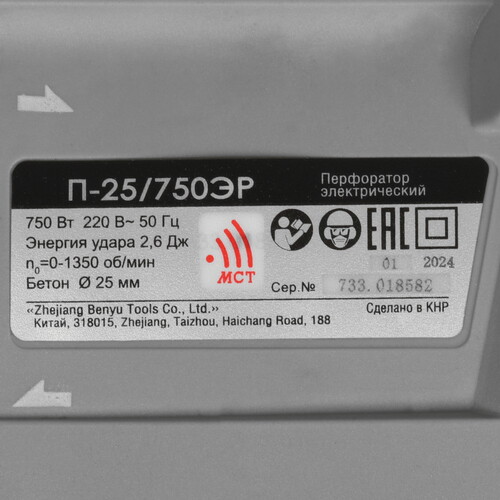 П-25/750ЭР
Перфоратор
электрический
750 Вт 220 В~ 50 Гц
Энергия удара 2,6 Дж
n₀=0-1350 об/мин
Бетон Ø 25 мм
МСТ
EAC
01 2024
Сер.№ 733.018582
«Zhejiang Benyu Tools Co., Ltd.»
Сделано в КНР
Китай, 318015, Zhejiang, Taizhou, Haichang Road, 188